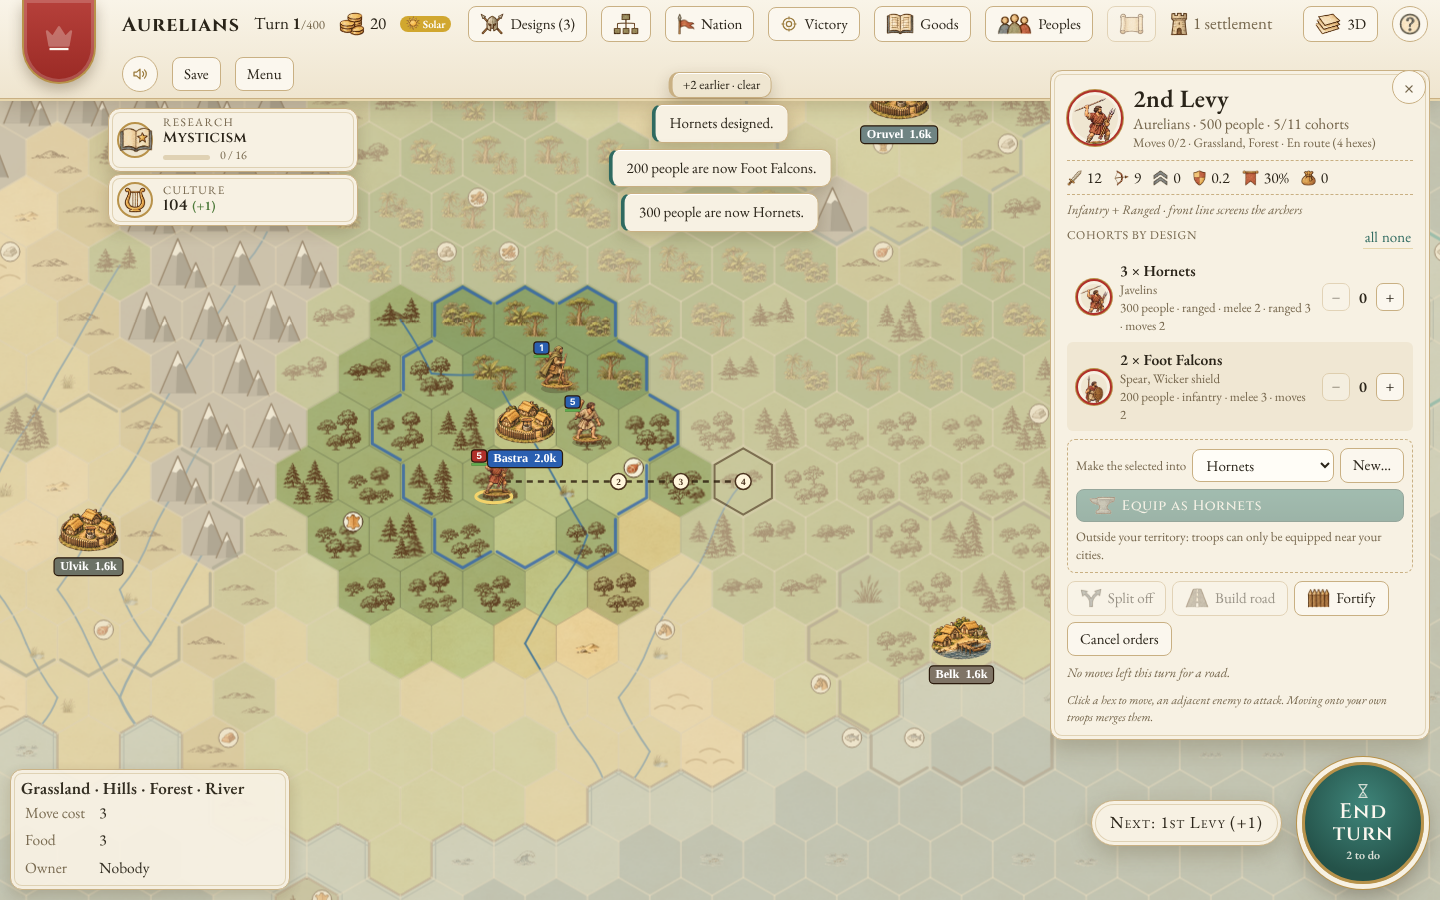 AURELIANS
Turn 1/400
20
Solar
Designs (3)
Nation
Victory
Goods
Peoples
1 settlement
3D
?
Save
Menu
RESEARCH
MYSTICISM
0 / 16
CULTURE
104 (+1)
+2 earlier · clear
Hornets designed.
200 people are now Foot Falcons.
300 people are now Hornets.
Oruvel 1.6k
1
5
5
Bastra 2.0k
2
3
4
Ulvik 1.6k
Belk 1.6k
2nd Levy
×
Aurelians · 500 people · 5/11 cohorts
Moves 0/2 · Grassland, Forest · En route (4 hexes)
12
9
0
0.2
30%
0
Infantry + Ranged · front line screens the archers
COHORTS BY DESIGN
all none
3 × Hornets
Javelins
300 people · ranged · melee 2 · ranged 3
· moves 2
− 0 +
2 × Foot Falcons
Spear, Wicker shield
200 people · infantry · melee 3 · moves
2
− 0 +
Make the selected into
Hornets
New...
EQUIP AS HORNETS
Outside your territory: troops can only be equipped near your
cities.
Split off
Build road
Fortify
Cancel orders
No moves left this turn for a road.
Click a hex to move, an adjacent enemy to attack. Moving onto your own
troops merges them.
Grassland · Hills · Forest · River
Move cost 3
Food 3
Owner Nobody
NEXT: 1ST LEVY (+1)
END
TURN
2 to do